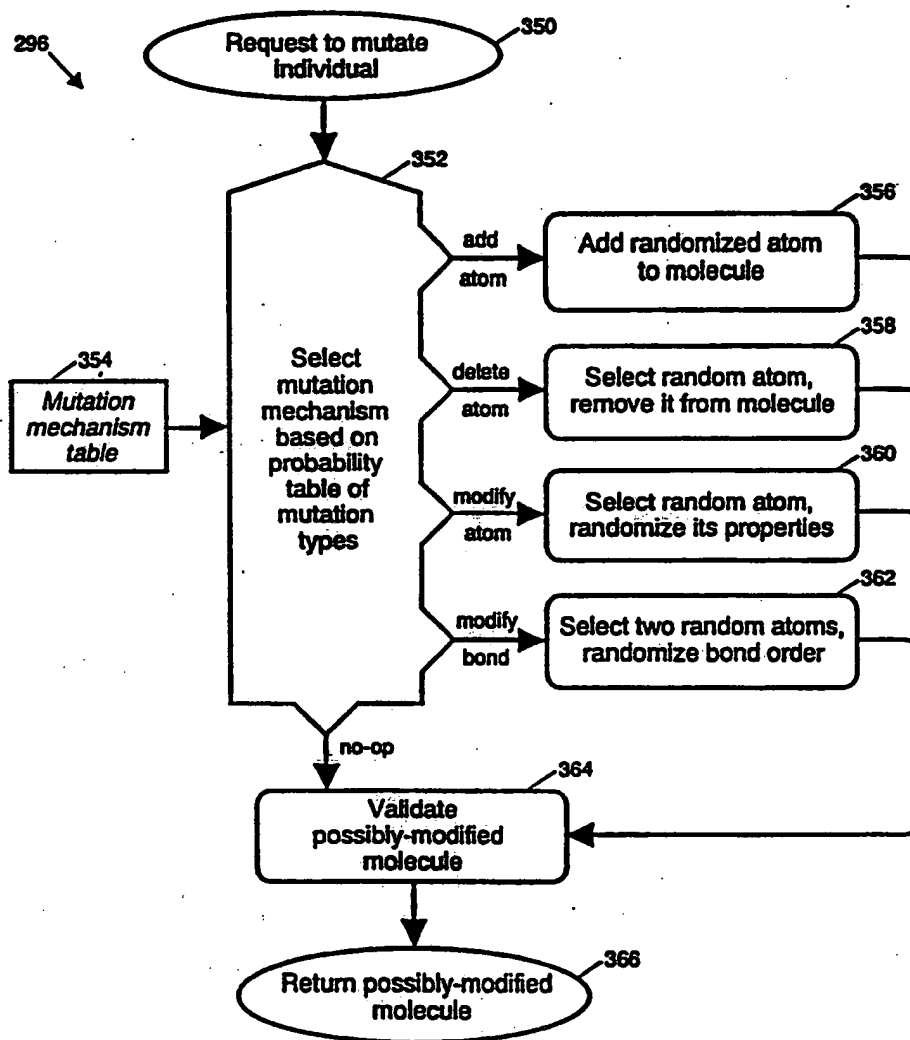 296
350
Request to mutate
individual
352
354
Mutation
mechanism
table
Select
mutation
mechanism
based on
probability
table of
mutation
types
add
atom
356
Add randomized atom
to molecule
delete
atom
358
Select random atom,
remove it from molecule
modify
atom
360
Select random atom,
randomize its properties
modify
bond
362
Select two random atoms,
randomize bond order
no-op
364
Validate
possibly-modified
molecule
366
Return possibly-modified
molecule